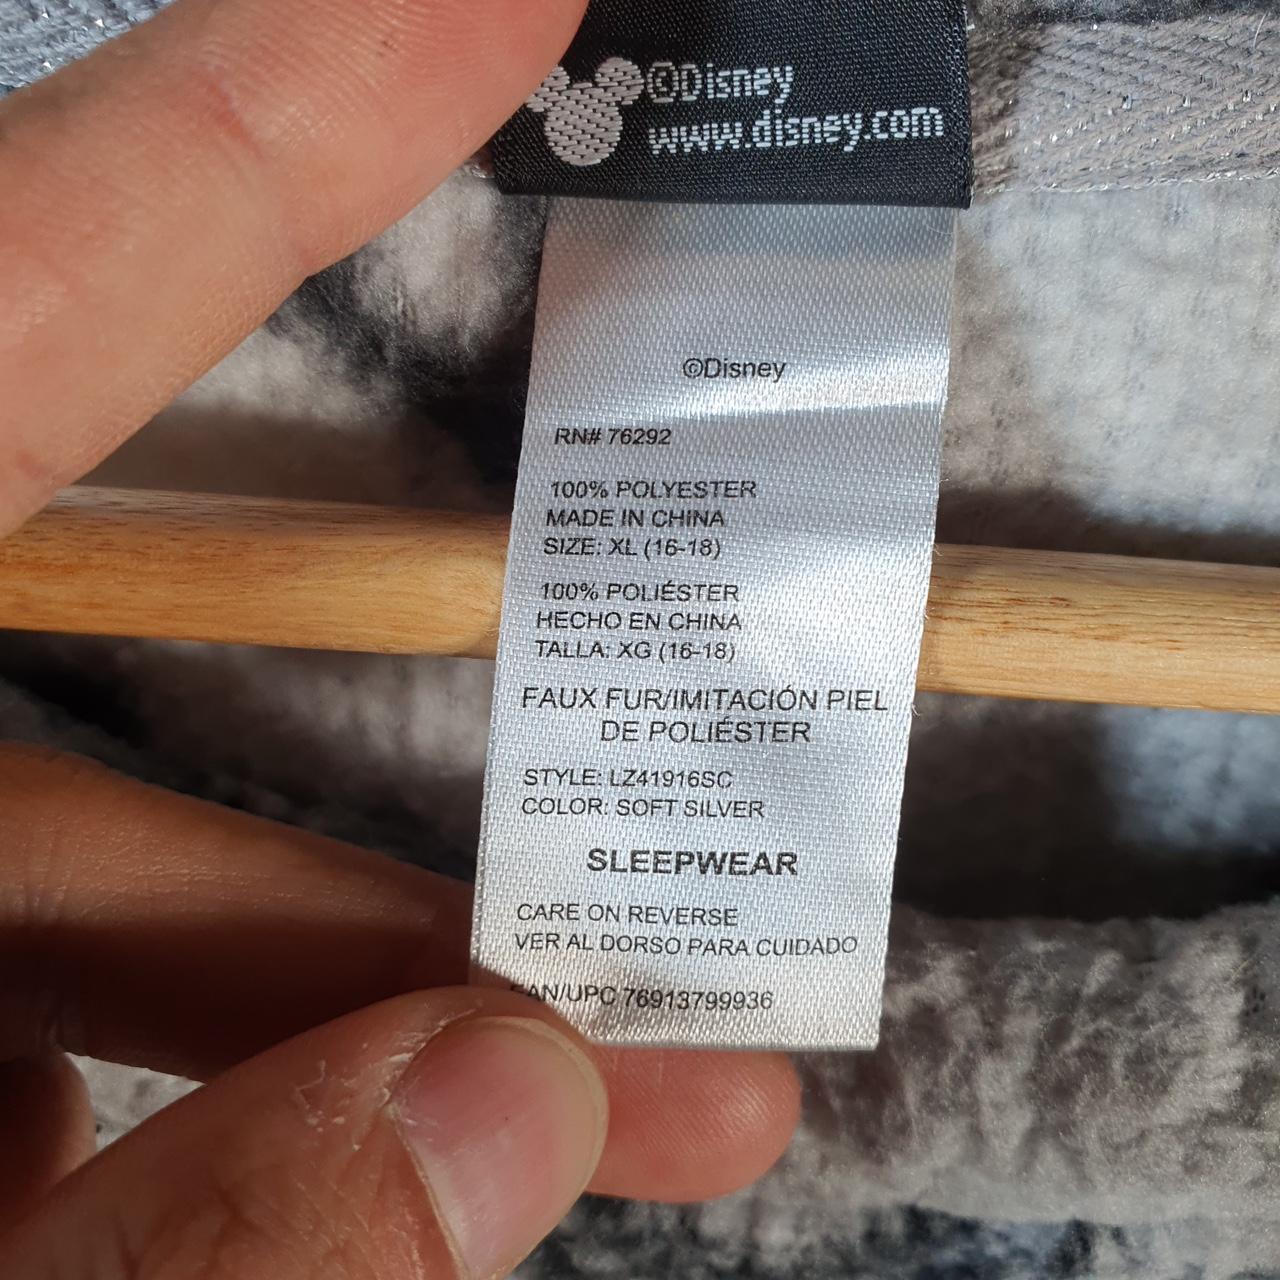 ©Disney
www.disney.com
©Disney
RN# 76292
100% POLYESTER
MADE IN CHINA
SIZE: XL (16-18)
100% POLIÉSTER
HECHO EN CHINA
TALLA: XG (16-18)
FAUX FUR/IMITACIÓN PIEL
DE POLIÉSTER
STYLE: LZ41916SC
COLOR: SOFT SILVER
SLEEPWEAR
CARE ON REVERSE
VER AL DORSO PARA CUIDADO
EAN/UPC 76913799936